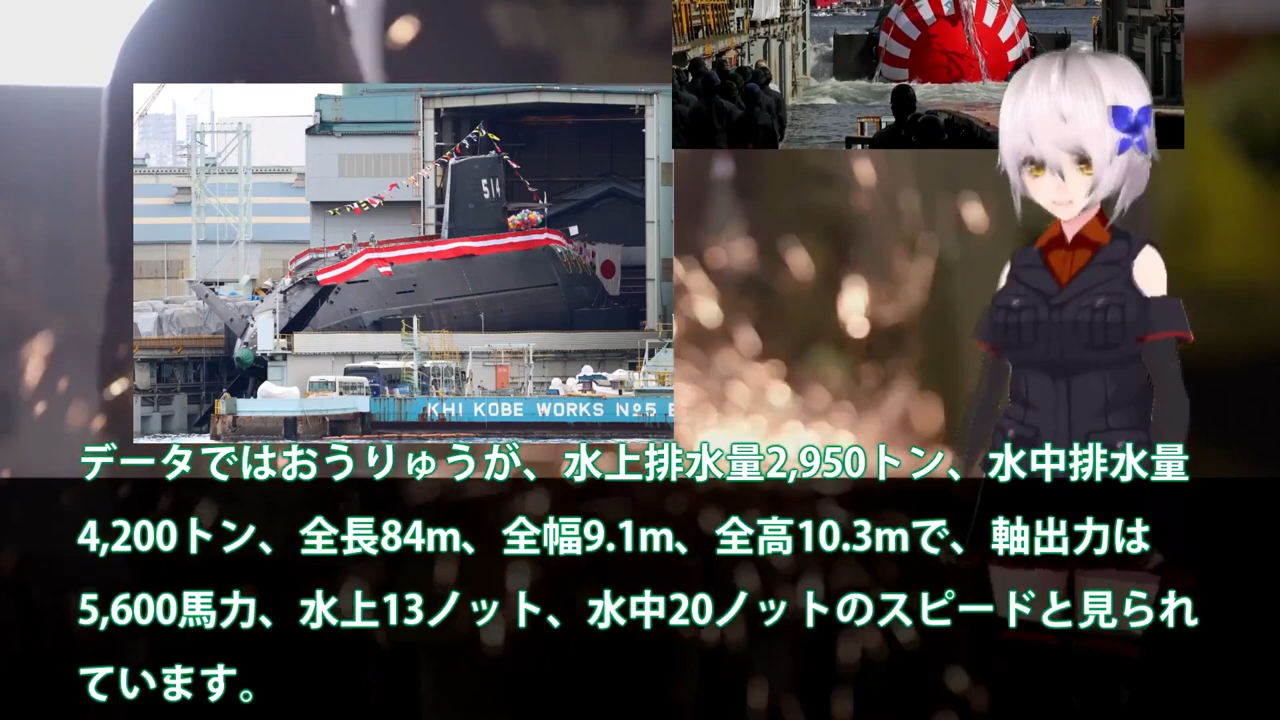 514
KHI KOBE WORKS No5
データではおうりゅうが、水上排水量2,950トン、水中排水量
4,200トン、全長84m、全幅9.1m、全高10.3mで、軸出力は
5,600馬力、水上13ノット、水中20ノットのスピードと見られ
ています。